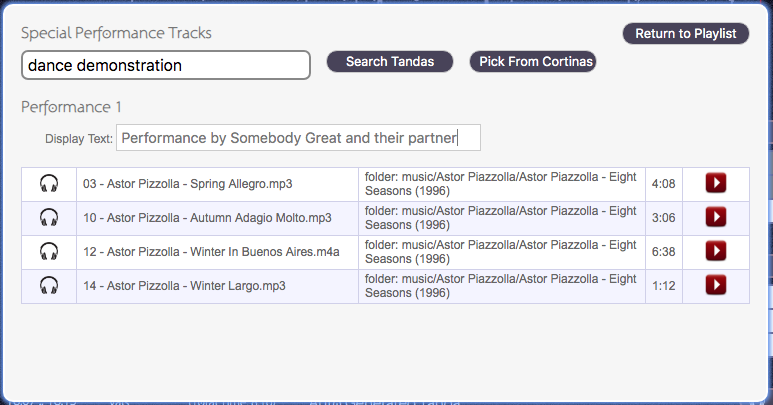 Special Performance Tracks
Return to Playlist
dance demonstration
Search Tandas
Pick From Cortinas
Performance 1
Display Text: Performance by Somebody Great and their partner
03 - Astor Pizzolla - Spring Allegro.mp3 folder: music/Astor Piazzolla/Astor Piazzolla - Eight Seasons (1996) 4:08
10 - Astor Pizzolla - Autumn Adagio Molto.mp3 folder: music/Astor Piazzolla/Astor Piazzolla - Eight Seasons (1996) 3:06
12 - Astor Pizzolla - Winter In Buenos Aires.m4a folder: music/Astor Piazzolla/Astor Piazzolla - Eight Seasons (1996) 6:38
14 - Astor Pizzolla - Winter Largo.mp3 folder: music/Astor Piazzolla/Astor Piazzolla - Eight Seasons (1996) 1:12